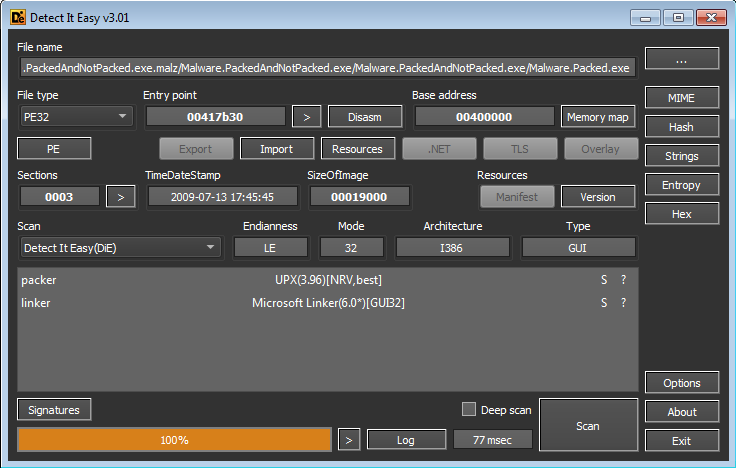 Detect It Easy v3.01
File name
.PackedAndNotPacked.exe.malz/Malware.PackedAndNotPacked.exe/Malware.PackedAndNotPacked.exe/Malware.Packed.exe
...
File type Entry point Base address
PE32 00417b30 > Disasm 00400000 Memory map MIME
PE Export Import Resources .NET TLS Overlay Hash
Strings
Sections TimeDateStamp SizeOfImage Resources
0003 > 2009-07-13 17:45:45 00019000 Manifest Version Entropy
Hex
Scan Endianness Mode Architecture Type
Detect It Easy(DiE) LE 32 I386 GUI
packer UPX(3.96)[NRV,best] S ?
linker Microsoft Linker(6.0*)[GUI32] S ?
Options
Signatures Deep scan Scan About
100% > Log 77 msec Exit